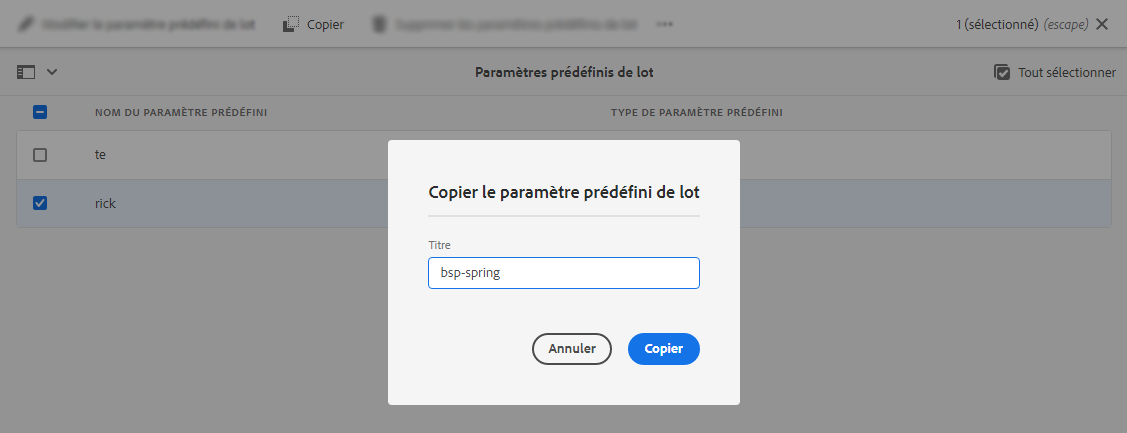 Modifier le paramètre prédéfini de lot Copier Supprimer les paramètres prédéfinis de lot 1 (sélectionné) (escape)
Paramètres prédéfinis de lot Tout sélectionner
NOM DU PARAMÈTRE PRÉDÉFINI TYPE DE PARAMÈTRE PRÉDÉFINI
te
rick
Copier le paramètre prédéfini de lot
Titre
bsp-spring
Annuler Copier